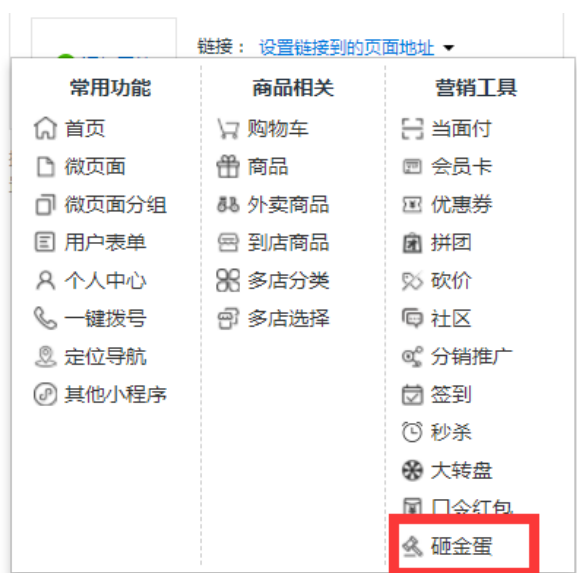 链接： 设置链接到的页面地址
常用功能
首页
微页面
微页面分组
用户表单
个人中心
一键拨号
定位导航
其他小程序
商品相关
购物车
商品
外卖商品
到店商品
多店分类
多店选择
营销工具
当面付
会员卡
优惠券
拼团
砍价
社区
分销推广
签到
秒杀
大转盘
口令红包
砸金蛋